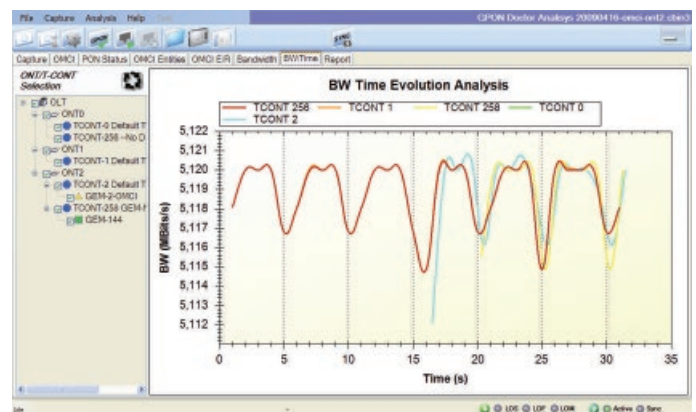 File Capture Analysis Help
GPON Doctor Analisys 20090416-omci-ont2.cbin3
SYNC
Capture OMCI PON Status OMCI Entities OMCI E/R Bandwidth BW/Time Report
ONT/T-CONT
Selection
OLT
ONT0
TCONT-0 Default T
TCONT-256 --No D
ONT1
TCONT-1 Default T
ONT2
TCONT-2 Default T
GEM-2-OMCI
TCONT-258 GEM-
GEM-144
BW Time Evolution Analysis
TCONT 256 TCONT 1 TCONT 258 TCONT 0
TCONT 2
BW (MBits/s)
5,122
5,121
5,120
5,119
5,118
5,117
5,116
5,115
5,114
5,113
5,112
0 5 10 15 20 25 30 35
Time (s)
Idle
LOS LOF LOM Active Sync